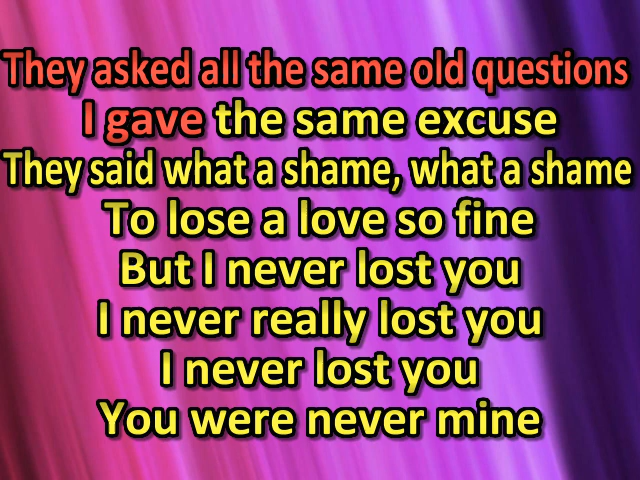 They asked all the same old questions
I gave the same excuse
They said what a shame, what a shame
To lose a love so fine
But I never lost you
I never really lost you
I never lost you
You were never mine